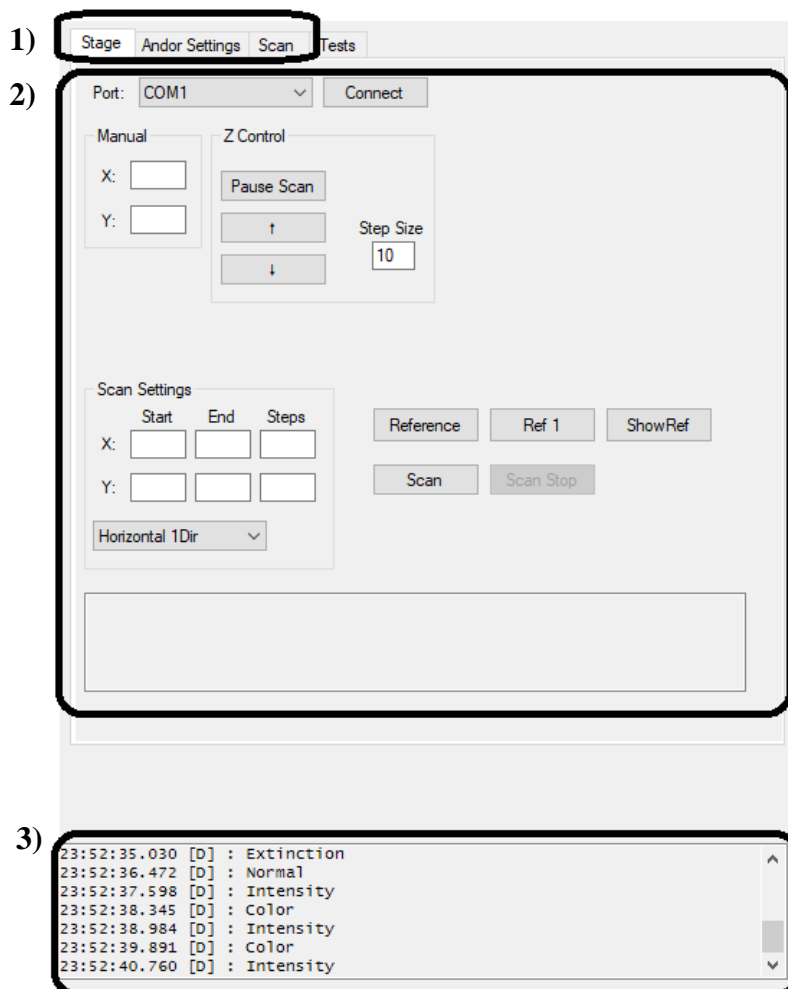 1)
Stage Andor Settings Scan Tests
2)
Port: COM1 Connect
Manual Z Control
X: Pause Scan
Y: ↑ Step Size
10
↓
Scan Settings
Start End Steps
X: Reference Ref 1 ShowRef
Y: Scan Scan Stop
Horizontal 1Dir
3)
23:52:35.030 [D] : Extinction
23:52:36.472 [D] : Normal
23:52:37.598 [D] : Intensity
23:52:38.345 [D] : Color
23:52:38.984 [D] : Intensity
23:52:39.891 [D] : Color
23:52:40.760 [D] : Intensity